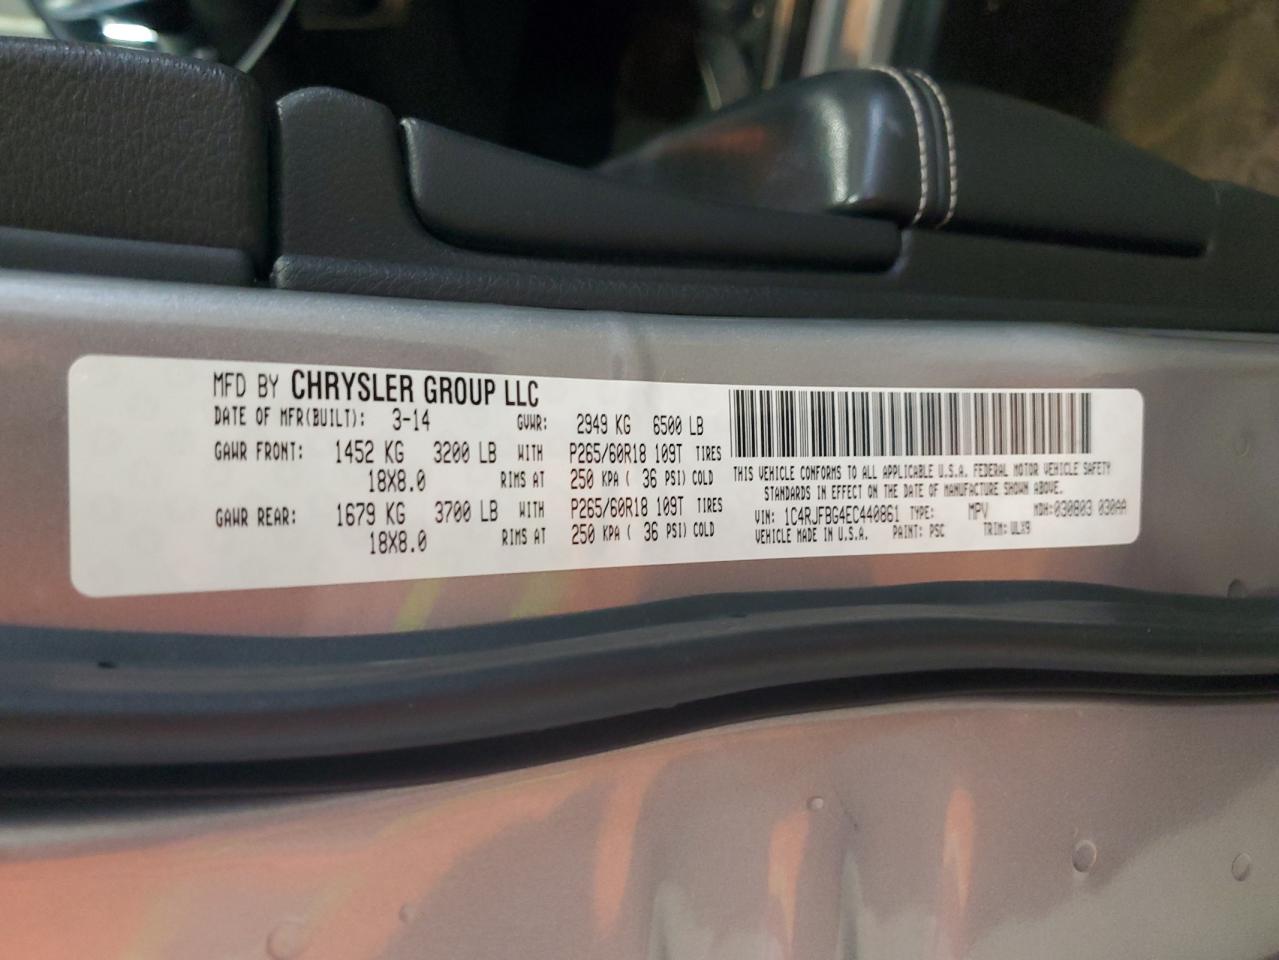 MFD BY CHRYSLER GROUP LLC
DATE OF MFR(BUILT): 3-14 GVWR: 2949 KG 6500 LB
GAWR FRONT: 1452 KG 3200 LB WITH P265/60R18 109T TIRES
18X8.0 RIMS AT 250 KPA ( 36 PSI) COLD
GAWR REAR: 1679 KG 3700 LB WITH P265/60R18 109T TIRES
18X8.0 RIMS AT 250 KPA ( 36 PSI) COLD
THIS VEHICLE CONFORMS TO ALL APPLICABLE U.S.A. FEDERAL MOTOR VEHICLE SAFETY
STANDARDS IN EFFECT ON THE DATE OF MANUFACTURE SHOWN ABOVE.
VIN: 1C4RJFBG4EC440861 TYPE: MPV MDH: 030803 030AA
VEHICLE MADE IN U.S.A. PAINT: PSC TRIM: ULX9